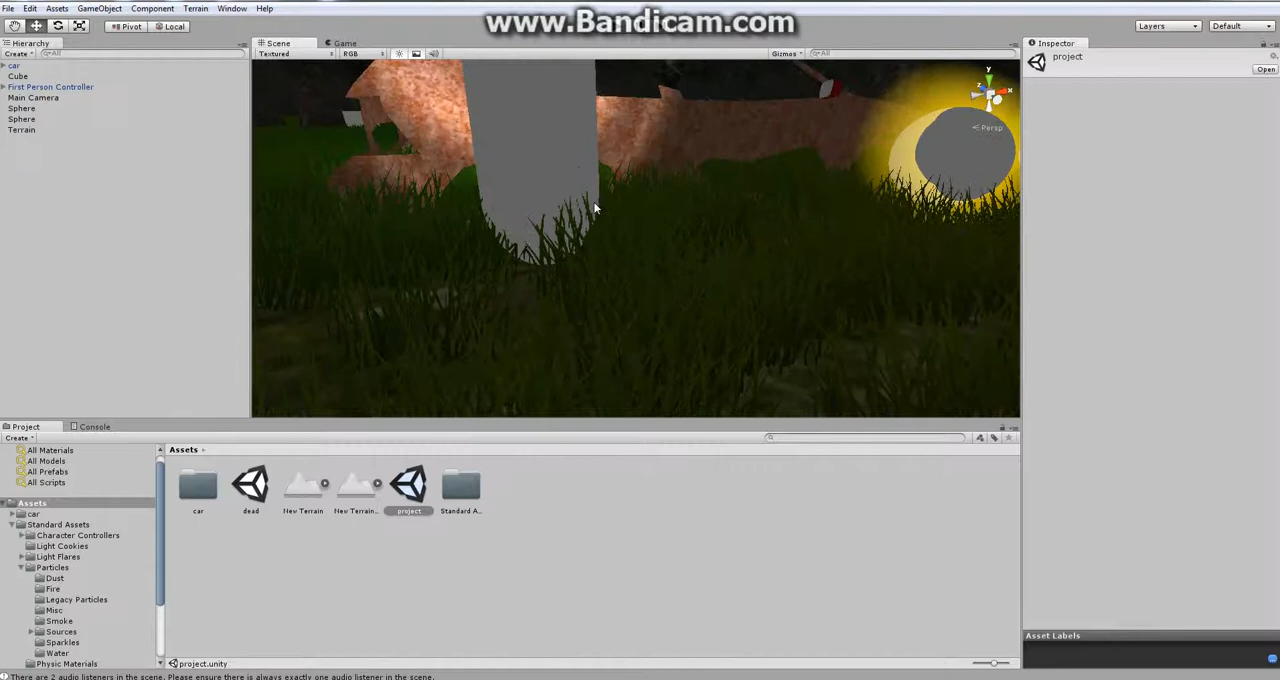 www.Bandicam.com
File Edit Assets GameObject Component Terrain Window Help
Pivot Local Layers Default
Hierarchy Scene Game Inspector
Create All Textured RGB Gizmos All project
Open
car
Cube
First Person Controller
Main Camera
Sphere
Sphere
Terrain
y
x
z
Persp
Project Console
Create
All Materials
All Models
All Prefabs
All Scripts
Assets
car
Standard Assets
Character Controllers
Light Cookies
Light Flares
Particles
Dust
Fire
Legacy Particles
Misc
Smoke
Sources
Sparkles
Water
Physic Materials
Assets
car dead New Terrain New Terrain... project Standard A...
project.unity
Asset Labels
There are 2 audio listeners in the scene. Please ensure there is always exactly one audio listener in the scene.